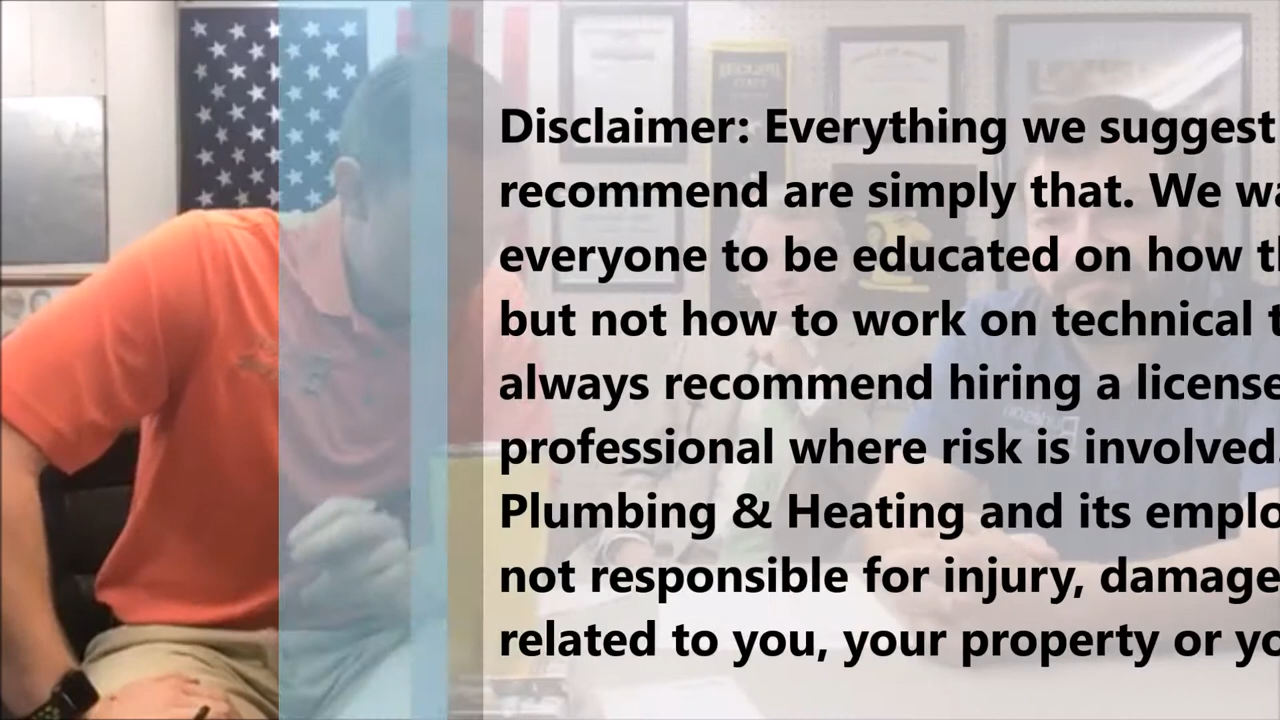 Disclaimer: Everything we suggest
recommend are simply that. We wa
everyone to be educated on how th
but not how to work on technical t
always recommend hiring a license
professional where risk is involved.
Plumbing & Heating and its emplo
not responsible for injury, damage
related to you, your property or yo